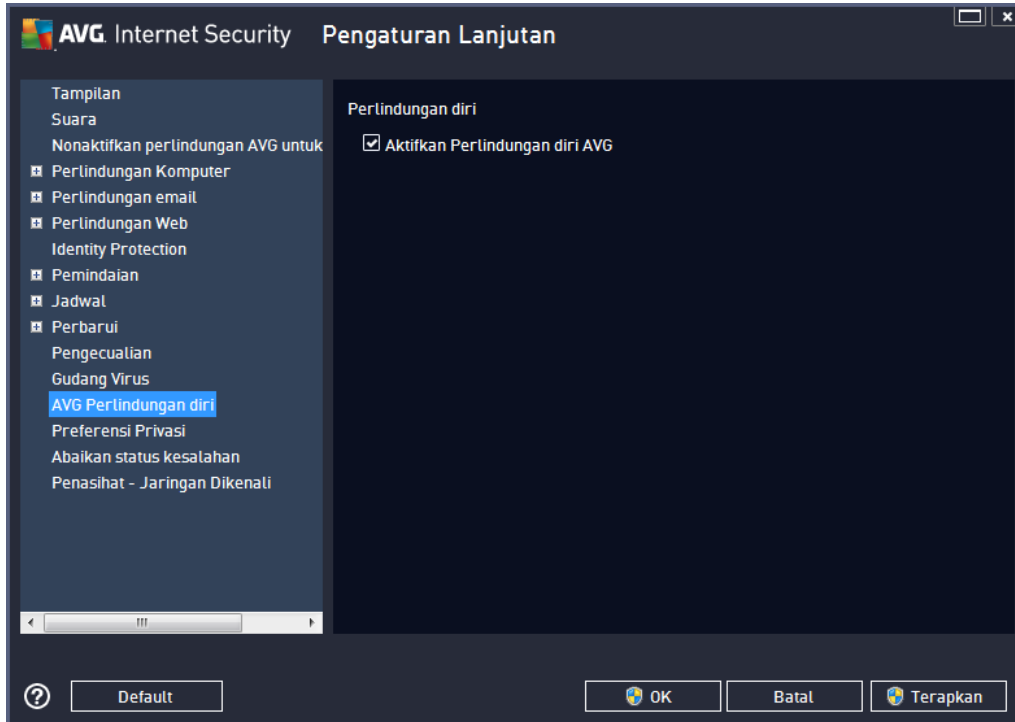 AVG. Internet Security Pengaturan Lanjutan
Tampilan
Suara
Nonaktifkan perlindungan AVG untuk
Perlindungan Komputer
Perlindungan email
Perlindungan Web
Identity Protection
Pemindaian
Jadwal
Perbarui
Pengecualian
Gudang Virus
AVG Perlindungan diri
Preferensi Privasi
Abaikan status kesalahan
Penasihat - Jaringan Dikenali
Perlindungan diri
Aktifkan Perlindungan diri AVG
Default
OK
Batal
Terapkan